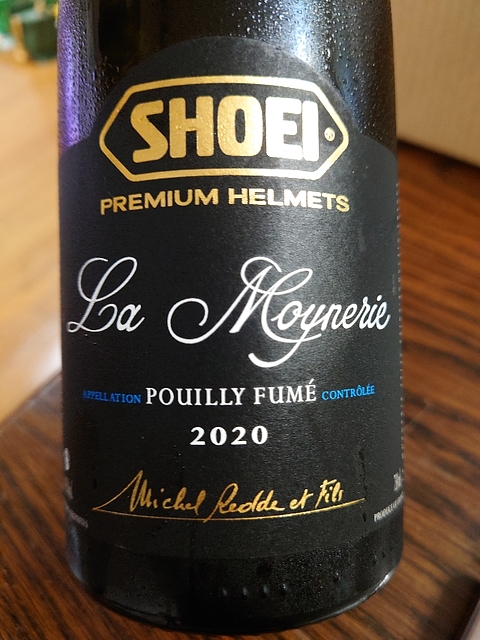 SHOEI
PREMIUM HELMETS
La Moynerie
APPELLATION POUILLY FUMÉ CONTRÔLÉE
2020
Michel Redde et Fils